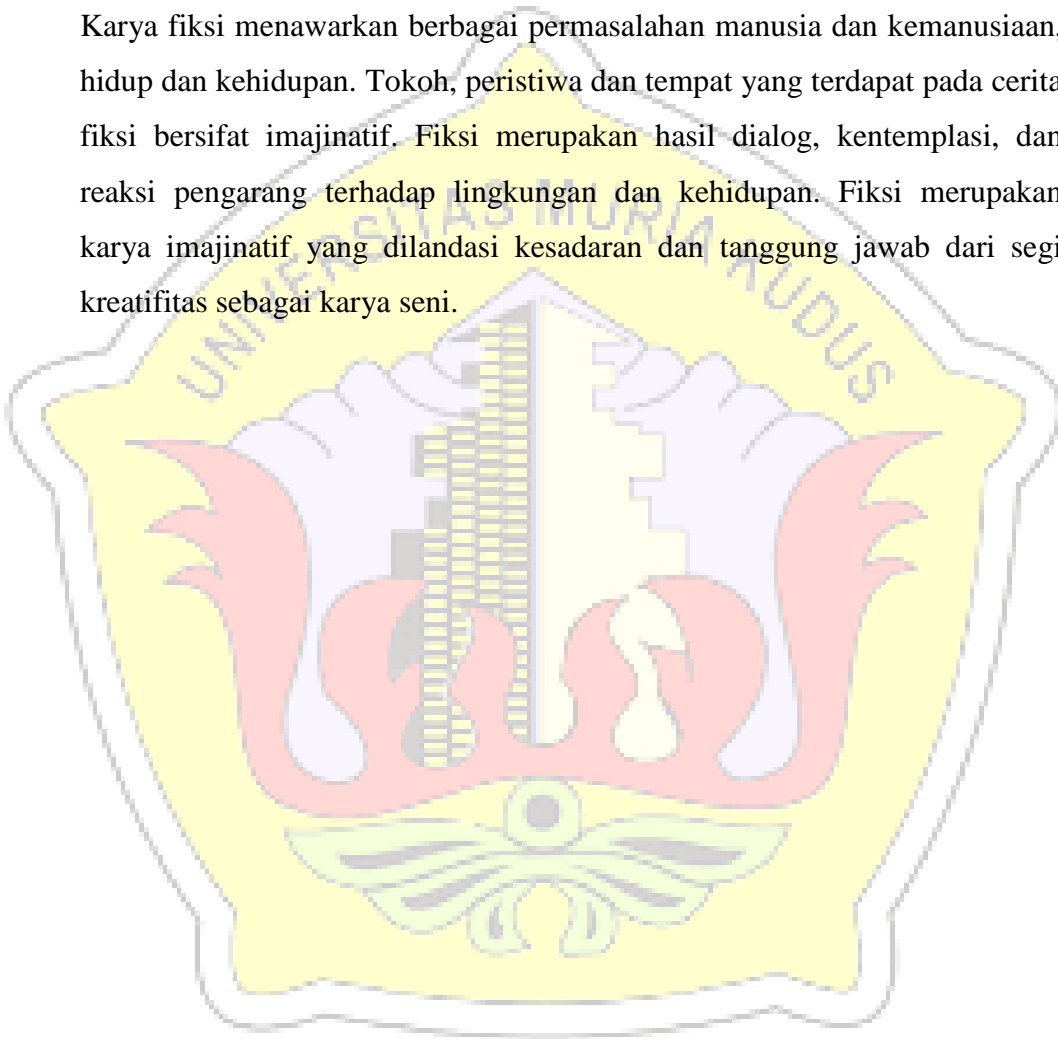 Karya fiksi menawarkan berbagai permasalahan manusia dan kemanusiaan,
hidup dan kehidupan. Tokoh, peristiwa dan tempat yang terdapat pada cerita
fiksi bersifat imajinatif. Fiksi merupakan hasil dialog, kentemplasi, dan
reaksi pengarang terhadap lingkungan dan kehidupan. Fiksi merupakan
karya imajinatif yang dilandasi kesadaran dan tanggung jawab dari segi
kreatifitas sebagai karya seni.
UNIVERSITAS MURIA KUDUS